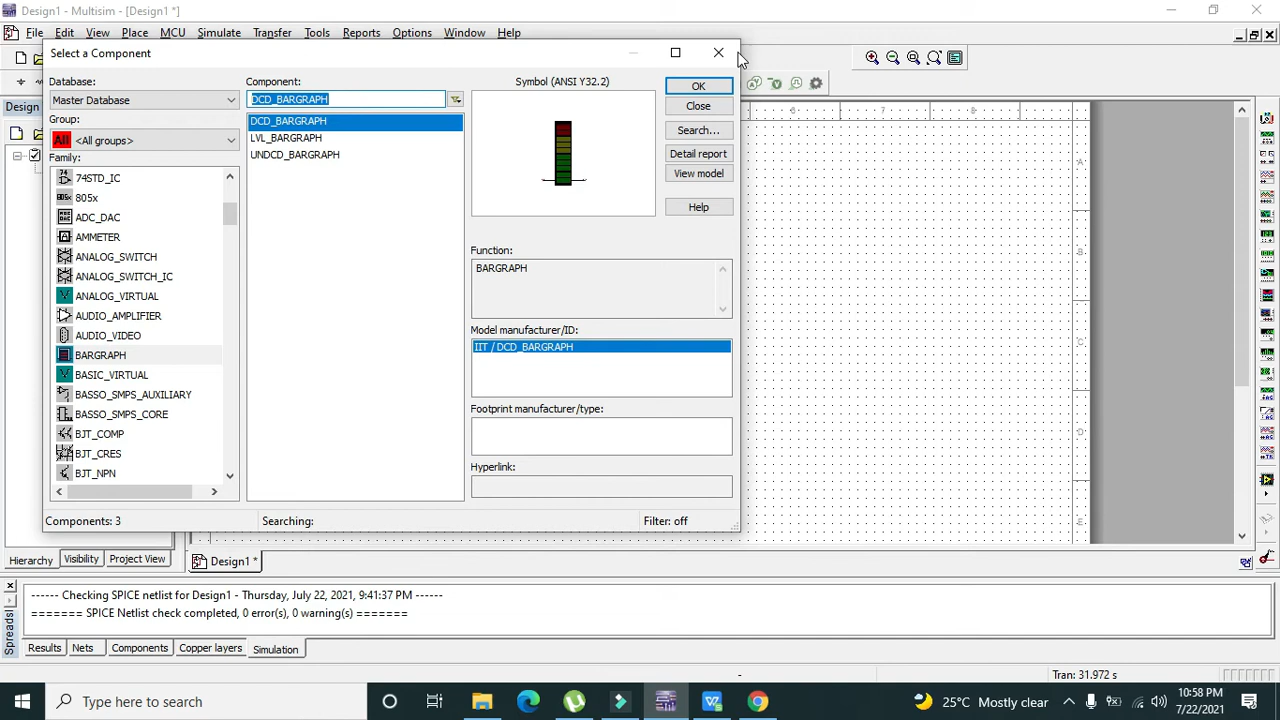 Design1 - Multisim - [Design1 *]
File Edit View Place MCU Simulate Transfer Tools Reports Options Window Help
Select a Component
Database:
Master Database
Group:
All <All groups>
Family:
74STD_IC
805x
ADC_DAC
AMMETER
ANALOG_SWITCH
ANALOG_SWITCH_IC
ANALOG_VIRTUAL
AUDIO_AMPLIFIER
AUDIO_VIDEO
BARGRAPH
BASIC_VIRTUAL
BASSO_SMPS_AUXILIARY
BASSO_SMPS_CORE
BJT_COMP
BJT_CRES
BJT_NPN
Component:
DCD_BARGRAPH
DCD_BARGRAPH
LVL_BARGRAPH
UNDCD_BARGRAPH
Symbol (ANSI Y32.2)
OK
Close
Search...
Detail report
View model
Help
Function:
BARGRAPH
Model manufacturer/ID:
IIT / DCD_BARGRAPH
Footprint manufacturer/type:
Hyperlink:
Components: 3 Searching: Filter: off
Design
6 7 8
A
B
C
D
E
Hierarchy Visibility Project View
Design1 *
Spreadsl
------ Checking SPICE netlist for Design1 - Thursday, July 22, 2021, 9:41:37 PM ------
======= SPICE Netlist check completed, 0 error(s), 0 warning(s) =======
Results Nets Components Copper layers Simulation
- Tran: 31.972 s
Type here to search
25°C Mostly clear
10:58 PM
7/22/2021